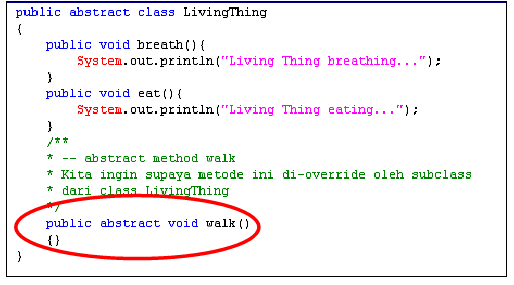 public abstract class LivingThing
{
public void breath(){
System.out.println("Living Thing breathing...");
}
public void eat(){
System.out.println("Living Thing eating...");
}
/**
* -- abstract method walk
* Kita ingin supaya metode ini di-override oleh subclass
* dari class LivingThing
*/
public abstract void walk()
{}
}